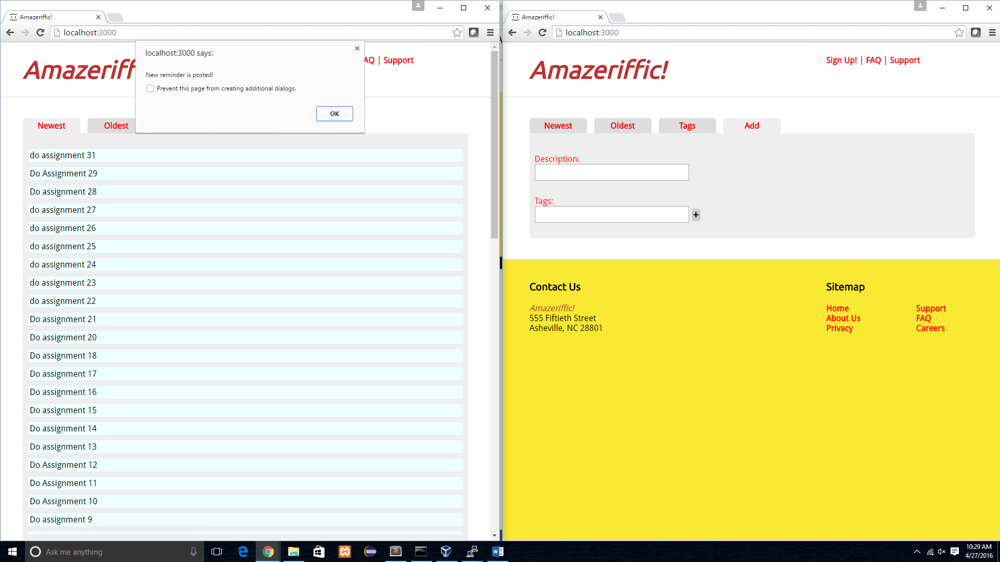 Amazeriffic!
localhost:3000
localhost:3000 says:
New reminder is posted!
Prevent this page from creating additional dialogs.
OK
Amazeriff
AQ | Support
Newest
Oldest
do assignment 31
Do Assignment 29
Do assignment 28
do assignment 27
do assignment 26
do assignment 25
do assignment 24
do assignment 23
do assignment 22
Do assignment 21
Do assignment 20
Do assignment 18
Do assignment 17
Do assignment 16
Do assignment 15
Do assignment 14
Do assignment 13
Do Assignment 12
Do Assignment 11
Do Assignment 10
Do assignment 9
Amazeriffic!
localhost:3000
Amazeriffic!
Sign Up! | FAQ | Support
Newest
Oldest
Tags
Add
Description:
Tags:
+
Contact Us
Amazeriffic!
555 Fiftieth Street
Asheville, NC 28801
Sitemap
Home
About Us
Privacy
Support
FAQ
Careers
Ask me anything
10:29 AM
4/27/2016